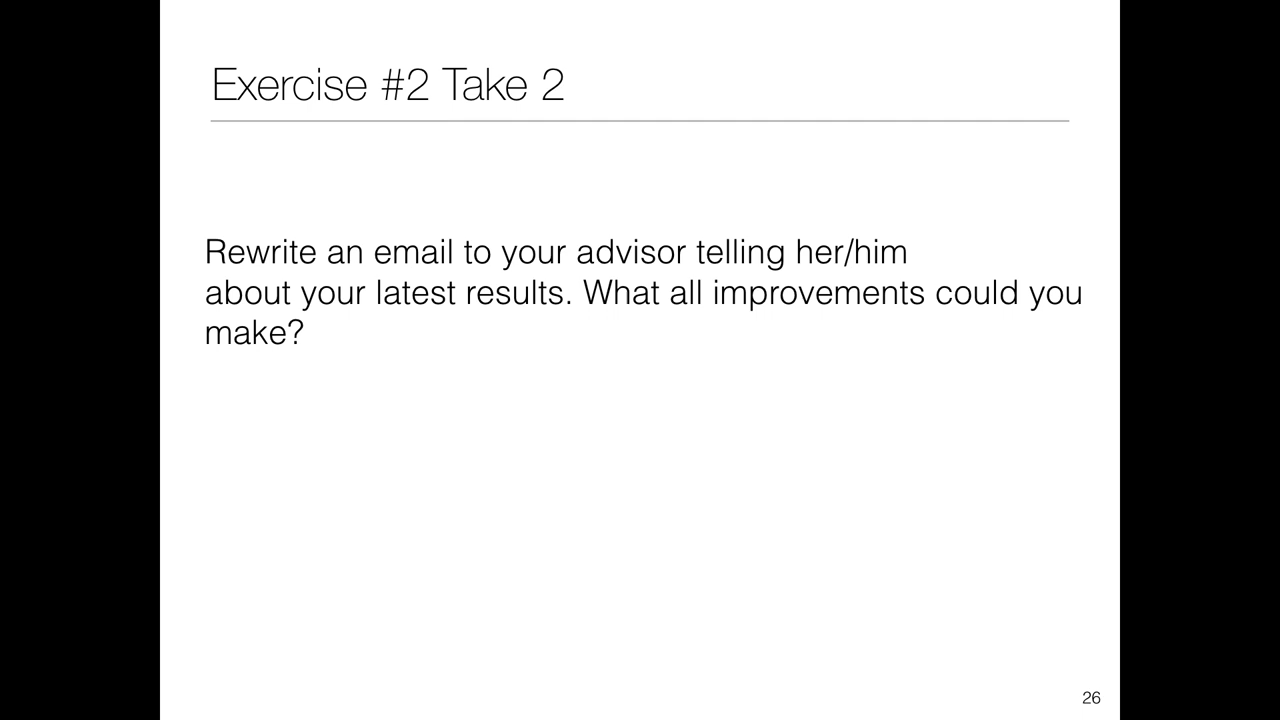 Exercise #2 Take 2
Rewrite an email to your advisor telling her/him
about your latest results. What all improvements could you
make?
26